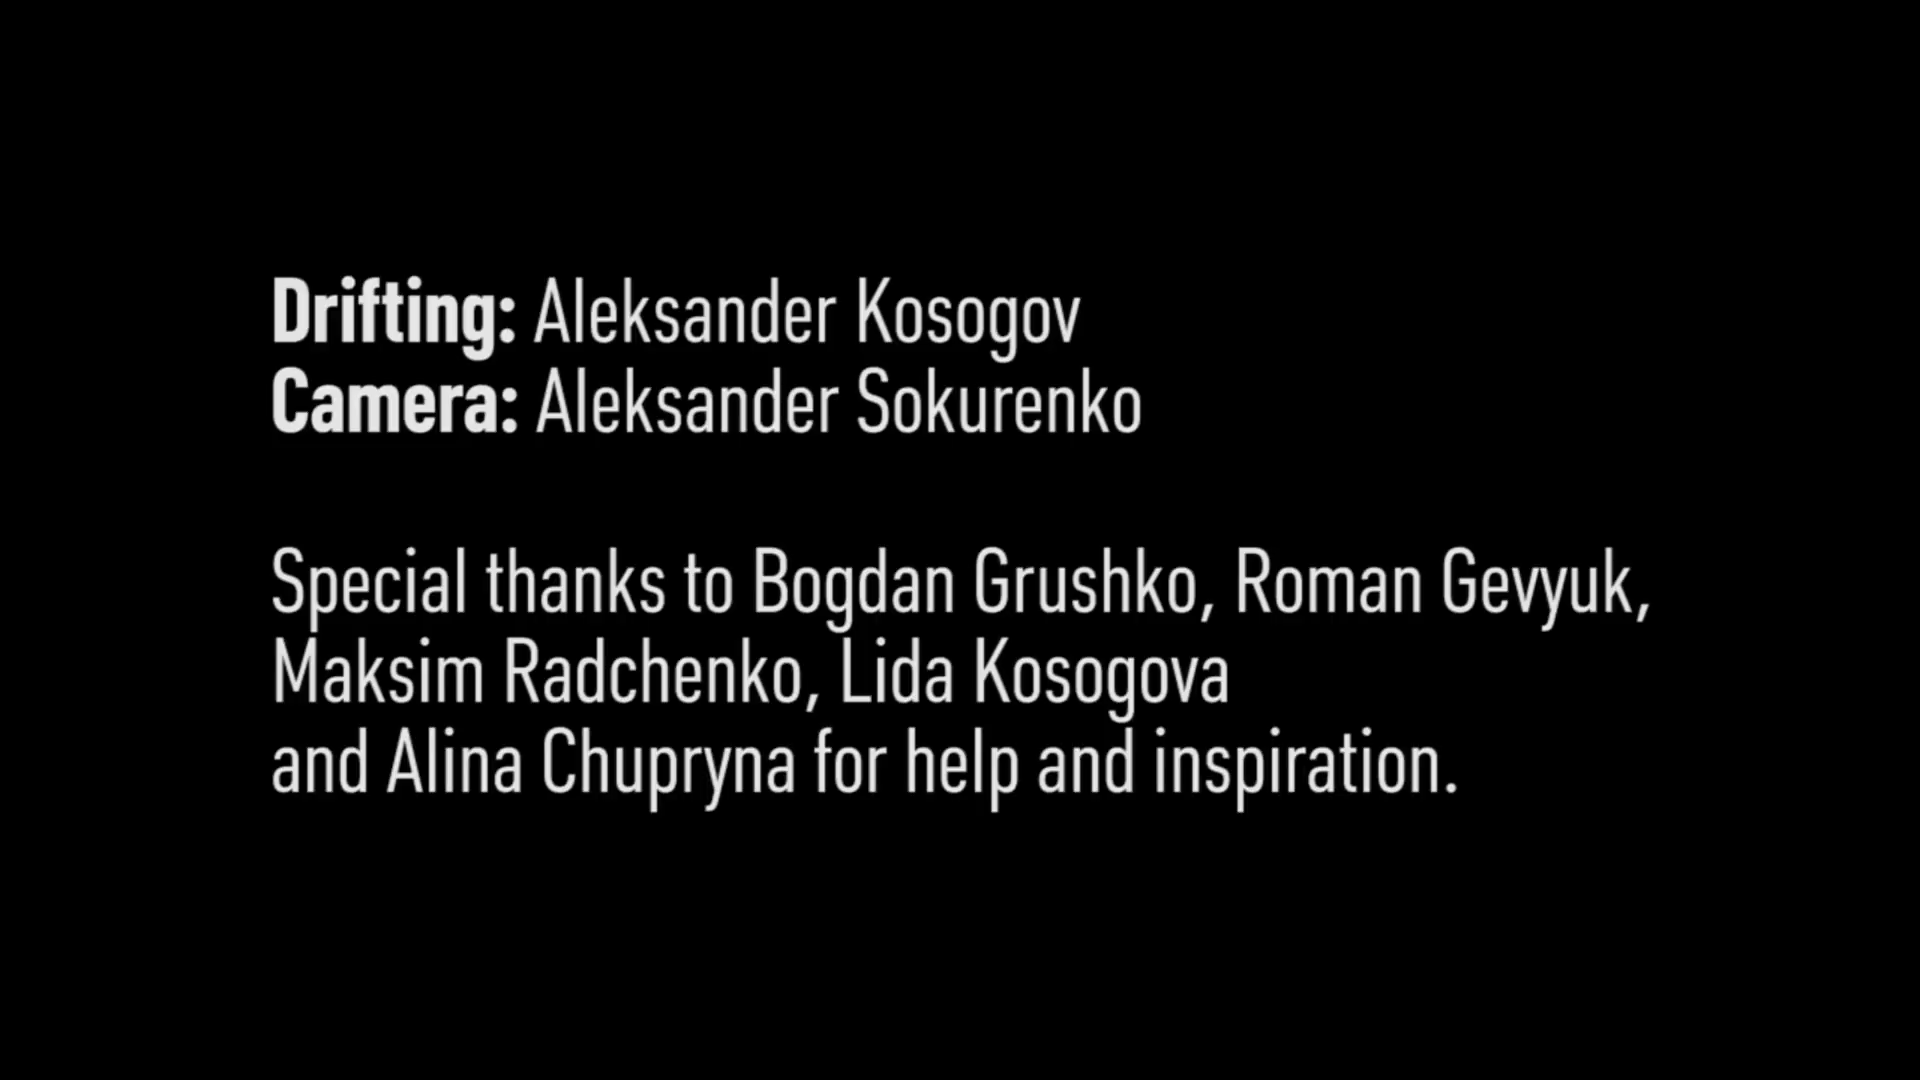 Drifting: Aleksander Kosogov
Camera: Aleksander Sokurenko
Special thanks to Bogdan Grushko, Roman Gevyuk,
Maksim Radchenko, Lida Kosogova
and Alina Chupryna for help and inspiration.